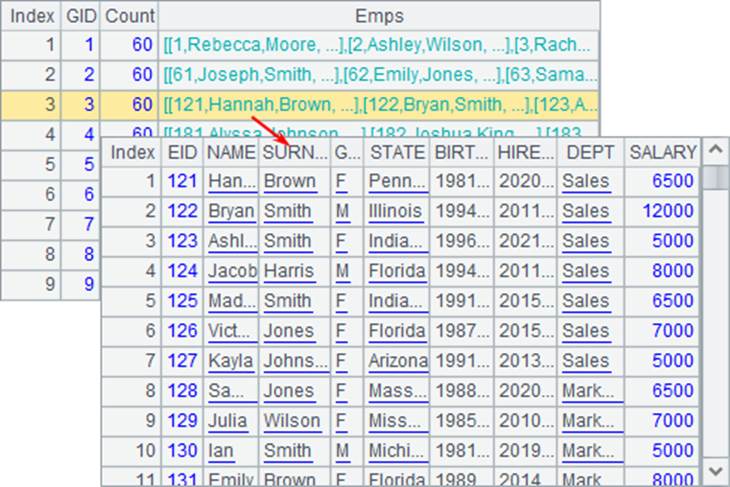 Index GID Count Emps
1 1 60 [[1,Rebecca,Moore, ...],[2,Ashley,Wilson, ...],[3,Rach...
2 2 60 [[61,Joseph,Smith, ...],[62,Emily,Jones, ...],[63,Sama...
3 3 60 [[121,Hannah,Brown, ...],[122,Bryan,Smith, ...],[123,A...
4 4 60 [[181,Alyssa,Johnson, ...],[182,Joshua,King, ...],[183,
5 5
6 6
7 7
8 8
9 9
Index EID NAME SURN... G... STATE BIRT... HIRE... DEPT SALARY
1 121 Han... Brown F Penn... 1981... 2020... Sales 6500
2 122 Bryan Smith M Illinois 1994... 2011... Sales 12000
3 123 Ashl... Smith F India... 1996... 2021... Sales 5000
4 124 Jacob Harris M Florida 1994... 2011... Sales 8000
5 125 Mad... Smith F India... 1991... 2015... Sales 6500
6 126 Vict... Jones F Florida 1987... 2015... Sales 7000
7 127 Kayla Johns... F Arizona 1991... 2013... Sales 5000
8 128 Sa... Jones F Mass... 1988... 2020... Mark... 6500
9 129 Julia Wilson F Miss... 1985... 2010... Mark... 7000
10 130 Ian Smith M Michi... 1981... 2019... Mark... 5000
11 131 Emily Brown F Florida 1989 2014 Mark 8000